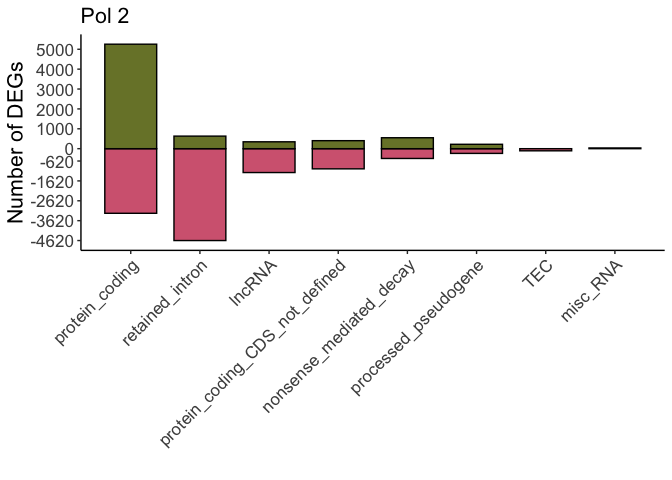 Pol 2
Number of DEGs
5000
4000
3000
2000
1000
0
-620
-1620
-2620
-3620
-4620
protein_coding
retained_intron
lncRNA
protein_coding_CDS_not_defined
nonsense_mediated_decay
processed_pseudogene
TEC
misc_RNA